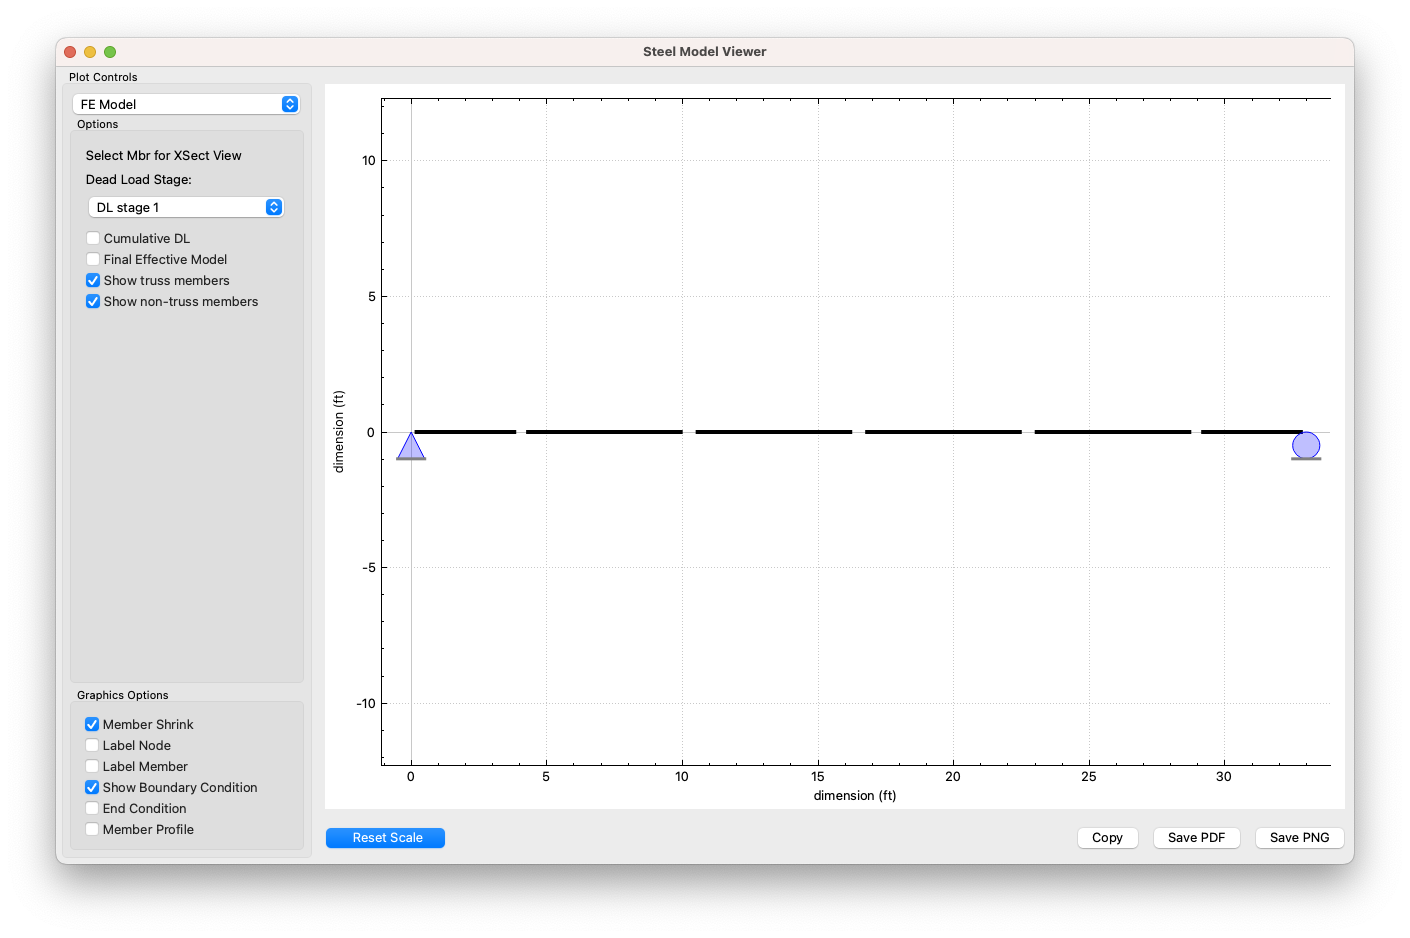 Steel Model Viewer
Plot Controls
FE Model
Options
Select Mbr for XSect View
Dead Load Stage:
DL stage 1
Cumulative DL
Final Effective Model
Show truss members
Show non-truss members
Graphics Options
Member Shrink
Label Node
Label Member
Show Boundary Condition
End Condition
Member Profile
dimension (ft)
10
5
0
-5
-10
0 5 10 15 20 25 30
dimension (ft)
Reset Scale
Copy
Save PDF
Save PNG